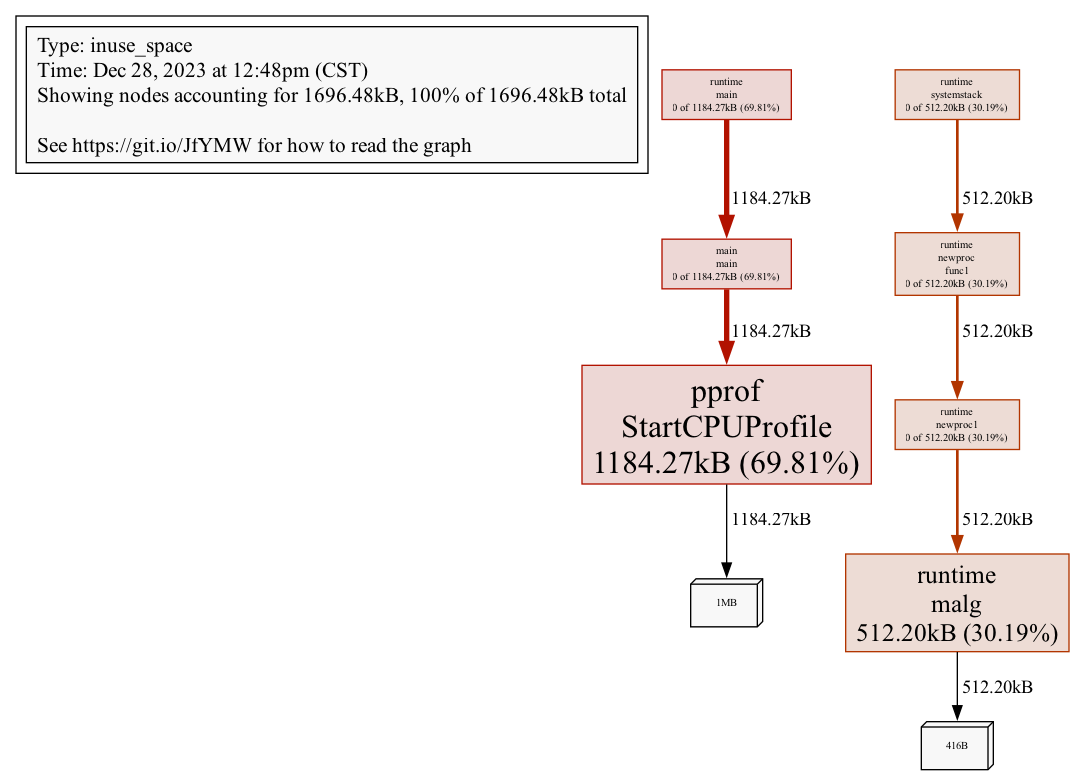 Type: inuse_space
Time: Dec 28, 2023 at 12:48pm (CST)
Showing nodes accounting for 1696.48kB, 100% of 1696.48kB total
See https://git.io/JfYMW for how to read the graph
runtime
main
0 of 1184.27kB (69.81%)
1184.27kB
main
main
0 of 1184.27kB (69.81%)
1184.27kB
pprof
StartCPUProfile
1184.27kB (69.81%)
1184.27kB
1MB
runtime
systemstack
0 of 512.20kB (30.19%)
512.20kB
runtime
newproc
func1
0 of 512.20kB (30.19%)
512.20kB
runtime
newproc1
0 of 512.20kB (30.19%)
512.20kB
runtime
malg
512.20kB (30.19%)
512.20kB
416B